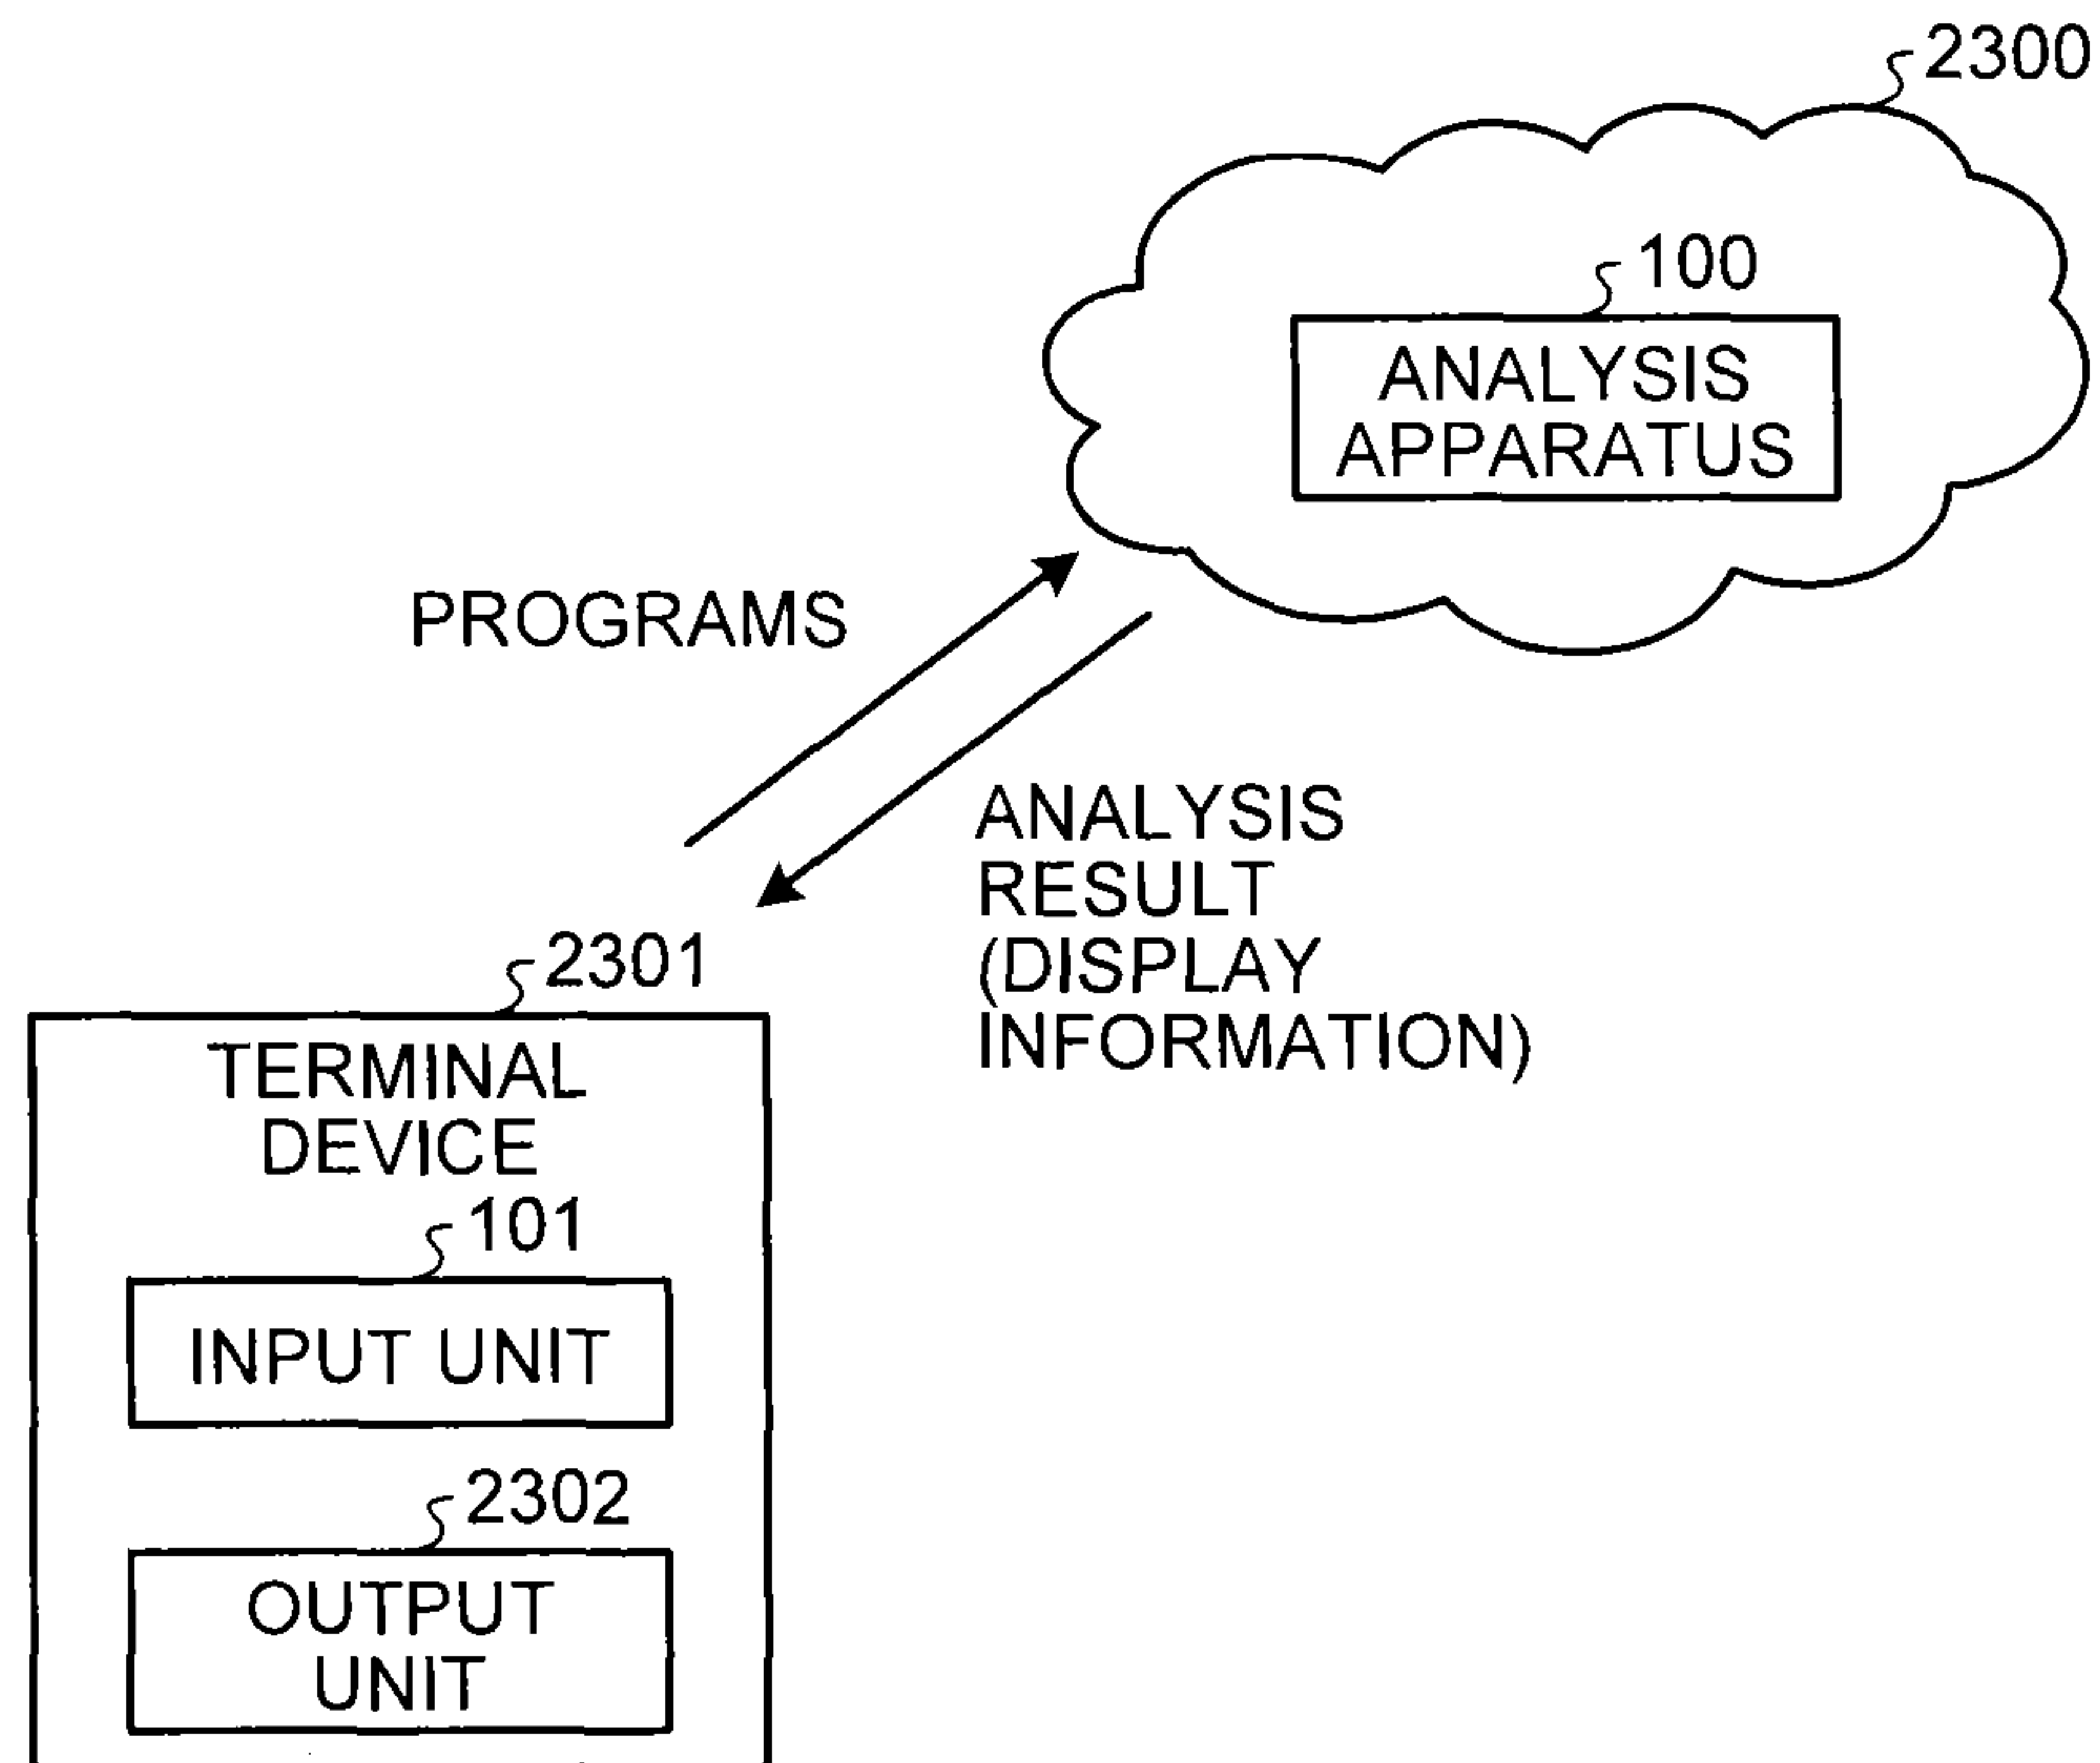 2300
100
ANALYSIS
APPARATUS
PROGRAMS
ANALYSIS
RESULT
(DISPLAY
INFORMATION)
2301
TERMINAL
DEVICE
101
INPUT UNIT
2302
OUTPUT
UNIT